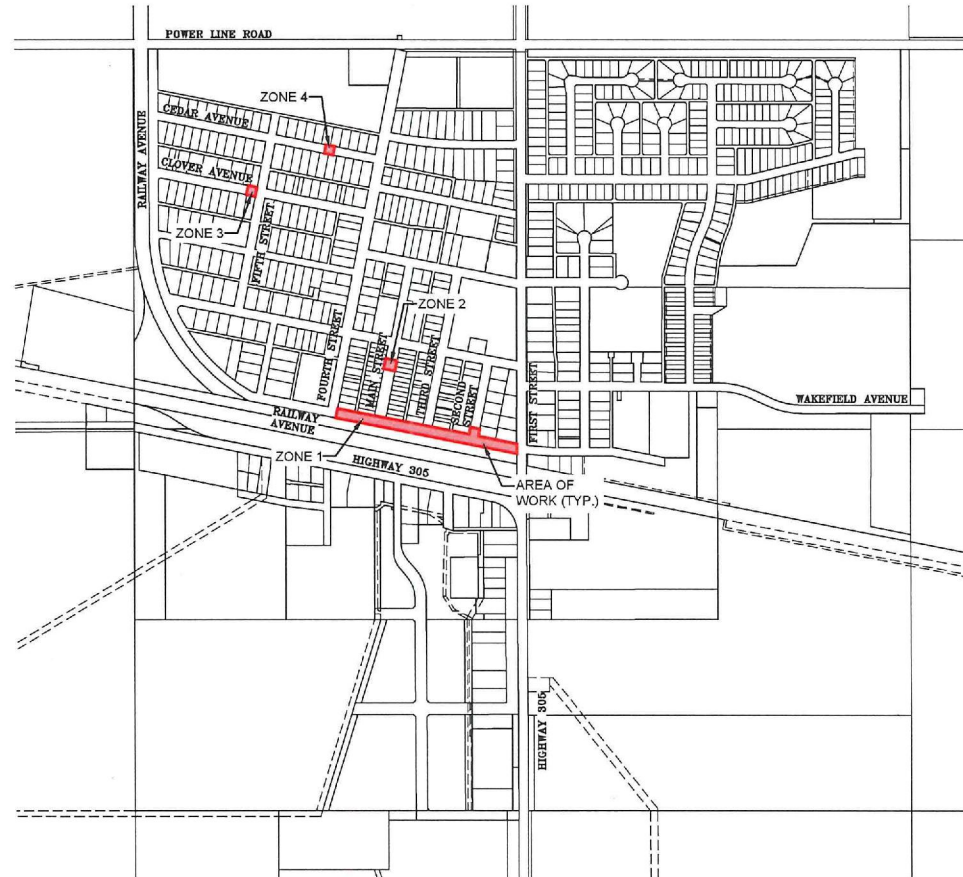 POWER LINE ROAD
ZONE 4
CEDAR AVENUE
RAILWAY AVENUE
CLOVER AVENUE
ZONE 3
FIFTH STREET
ZONE 2
FOURTH STREET
MAIN STREET
THIRD STREET
SECOND
STREET
FIRST STREET
WAKEFIELD AVENUE
RAILWAY
AVENUE
ZONE 1
HIGHWAY 305
AREA OF
WORK (TYP.)
HIGHWAY 305